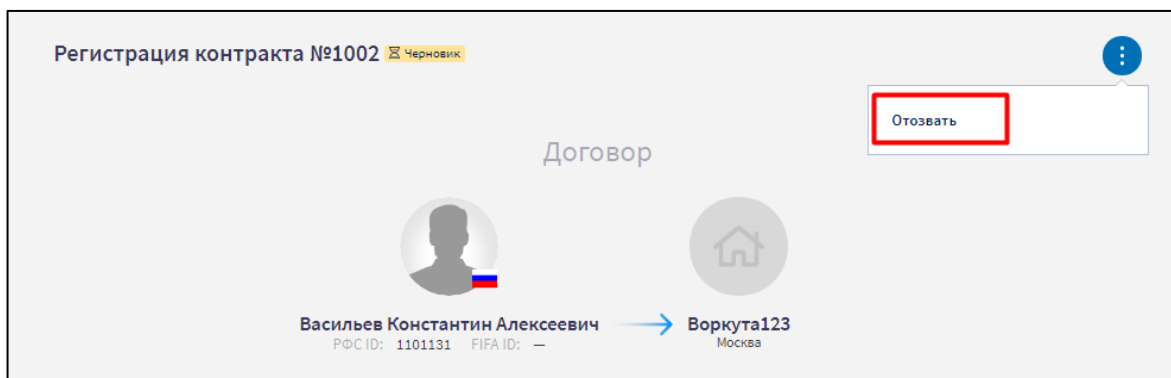 Регистрация контракта №1002 Черновик
Отозвать
Договор
Васильев Константин Алексеевич
РФС ID: 1101131 FIFA ID: —
Воркута123
Москва